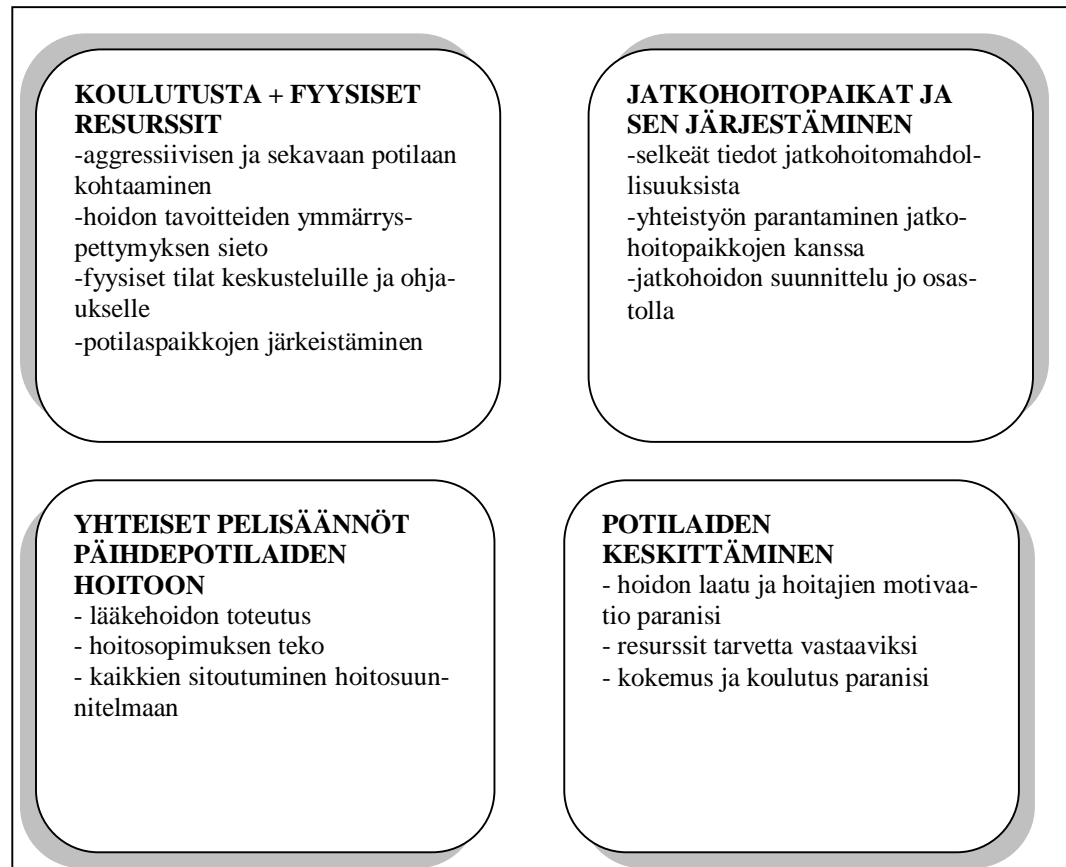 KOULUTUSTA + FYYSISET
RESURSSIT
-aggressiivisen ja sekavaan potilaan
kohtaaminen
-hoidon tavoitteiden ymmärrys-
pettymyksen sieto
-fyysiset tilat keskusteluille ja ohja-
ukselle
-potilaspaikkojen järkeistäminen
JATKOHOITOPAIKAT JA
SEN JÄRJESTÄMINEN
-selkeät tiedot jatkohoitomahdol-
lisuuksista
-yhteistyön parantaminen jatko-
hoitopaikkojen kanssa
-jatkohoidon suunnittelu jo osas-
tolla
YHTEISET PELISÄÄNNÖT
PÄIHDEPOTILAIDEN
HOITOON
- lääkehoidon toteutus
- hoitosopimuksen teko
- kaikkien sitoutuminen hoitosuun-
nitelmaan
POTILAIDEN
KESKITTÄMINEN
- hoidon laatu ja hoitajien motivaa-
tio paranisi
- resurssit tarvetta vastaaviksi
- kokemus ja koulutus paranisi